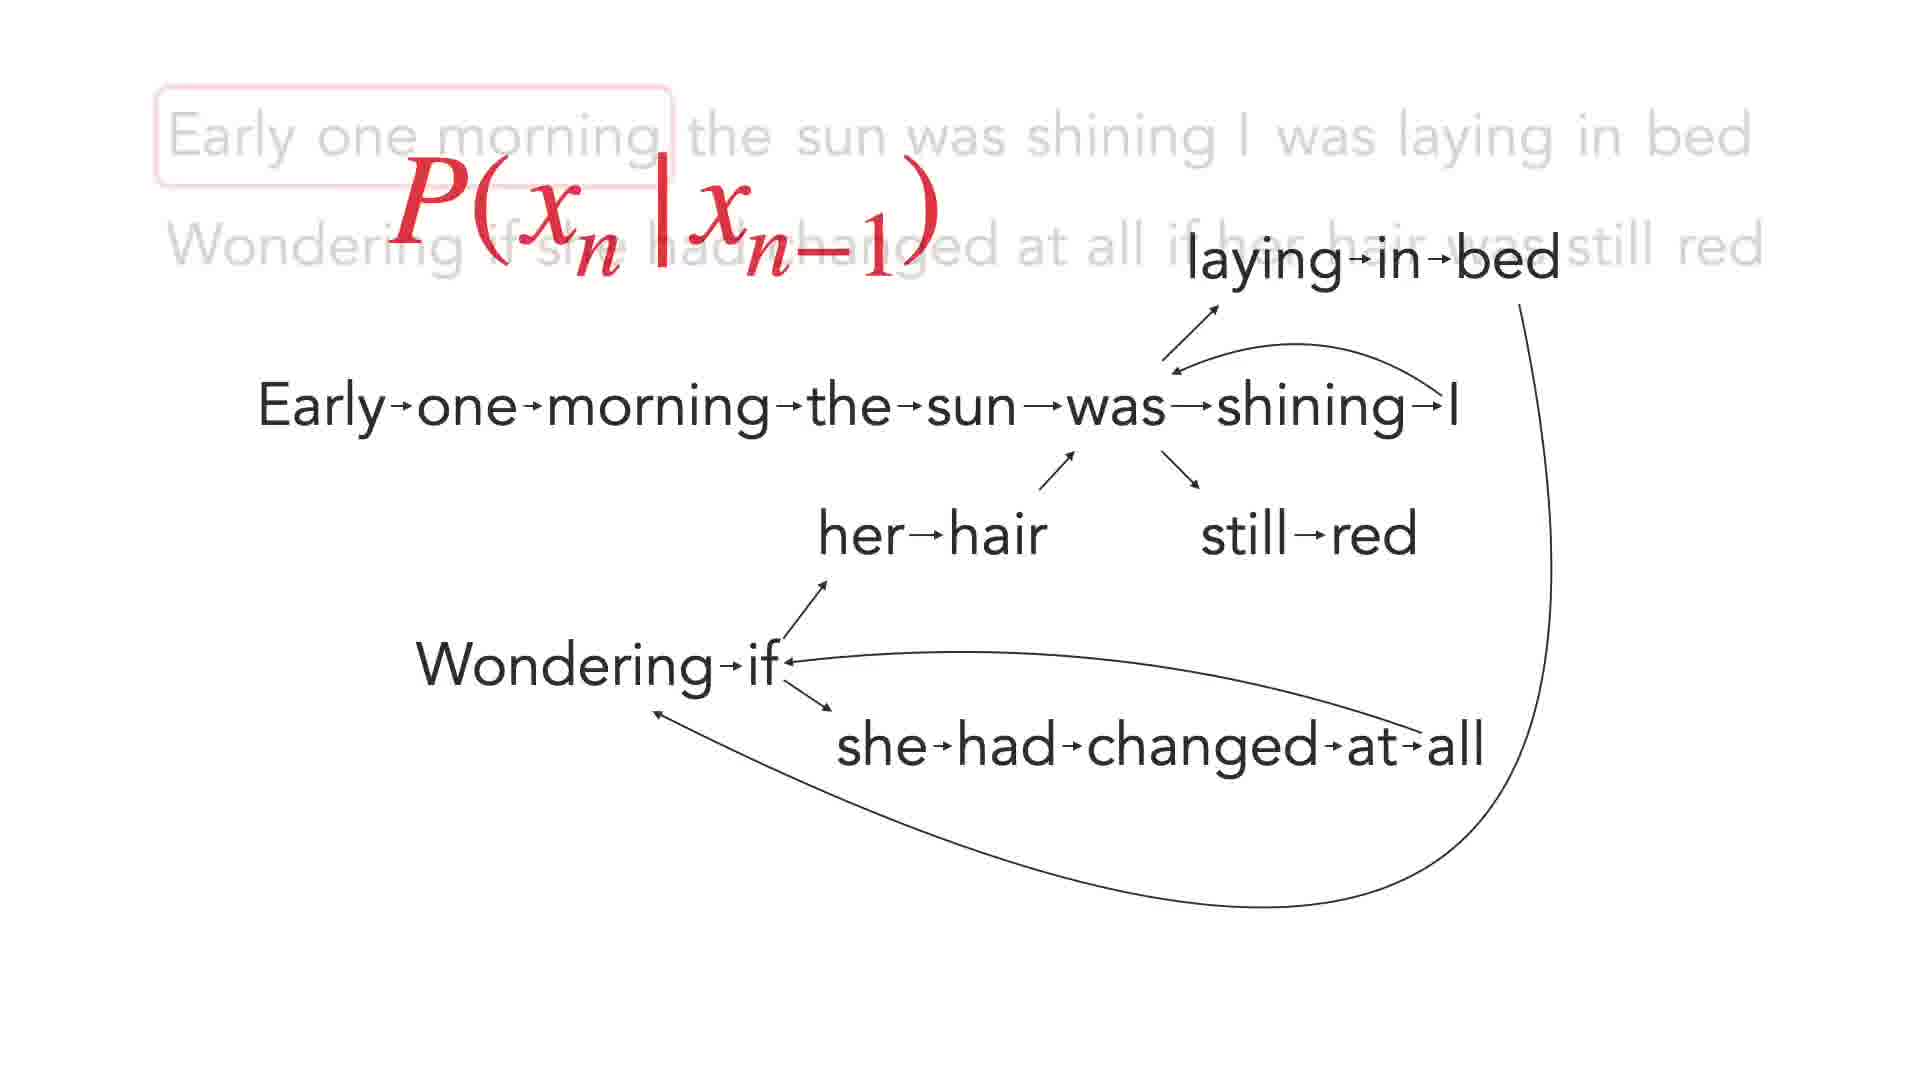 Early one morning the sun was shining I was laying in bed
P(xₙ|xₙ₋₁)
Wondering if she had changed at all if her hair was still red
laying→in→bed
Early→one→morning→the→sun→was→shining→I
her→hair
still→red
Wondering→if
she→had→changed→at→all